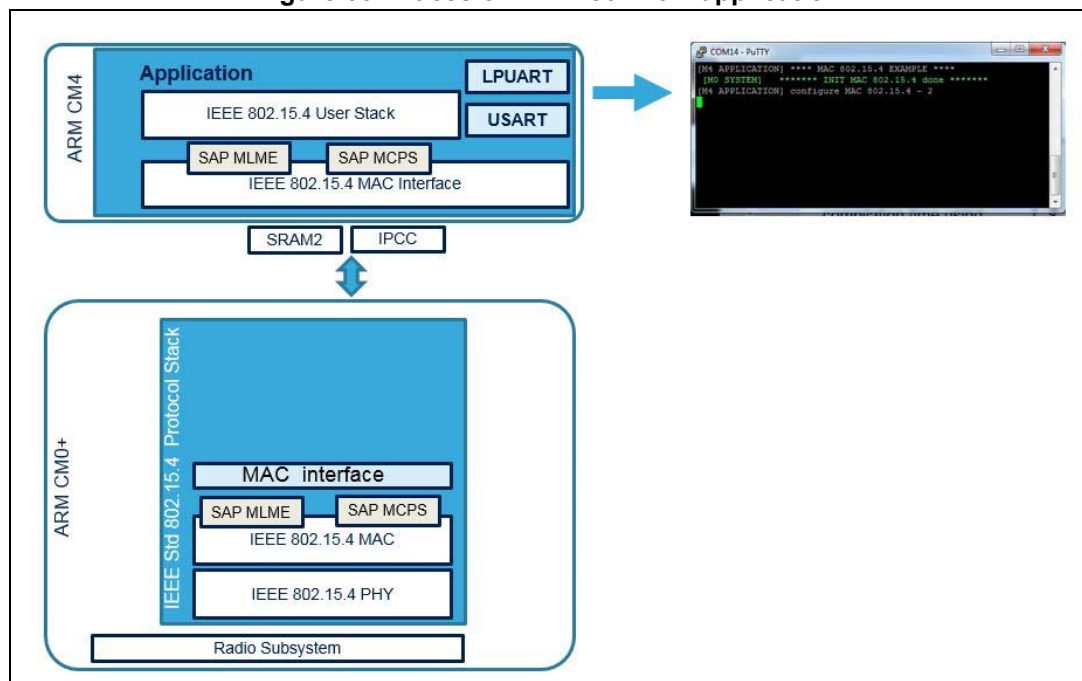 COM14 - PuTTY
[M4 APPLICATION] **** MAC 802.15.4 EXAMPLE ****
[M0 SYSTEM] ******* INIT MAC 802.15.4 done *******
[M4 APPLICATION] configure MAC 802.15.4 - 2
ARM CM4
Application
LPUART
IEEE 802.15.4 User Stack
USART
SAP MLME
SAP MCPS
IEEE 802.15.4 MAC Interface
SRAM2
IPCC
ARM CM0+
IEEE Std 802.15.4 Protocol Stack
MAC interface
SAP MLME
SAP MCPS
IEEE 802.15.4 MAC
IEEE 802.15.4 PHY
Radio Subsystem